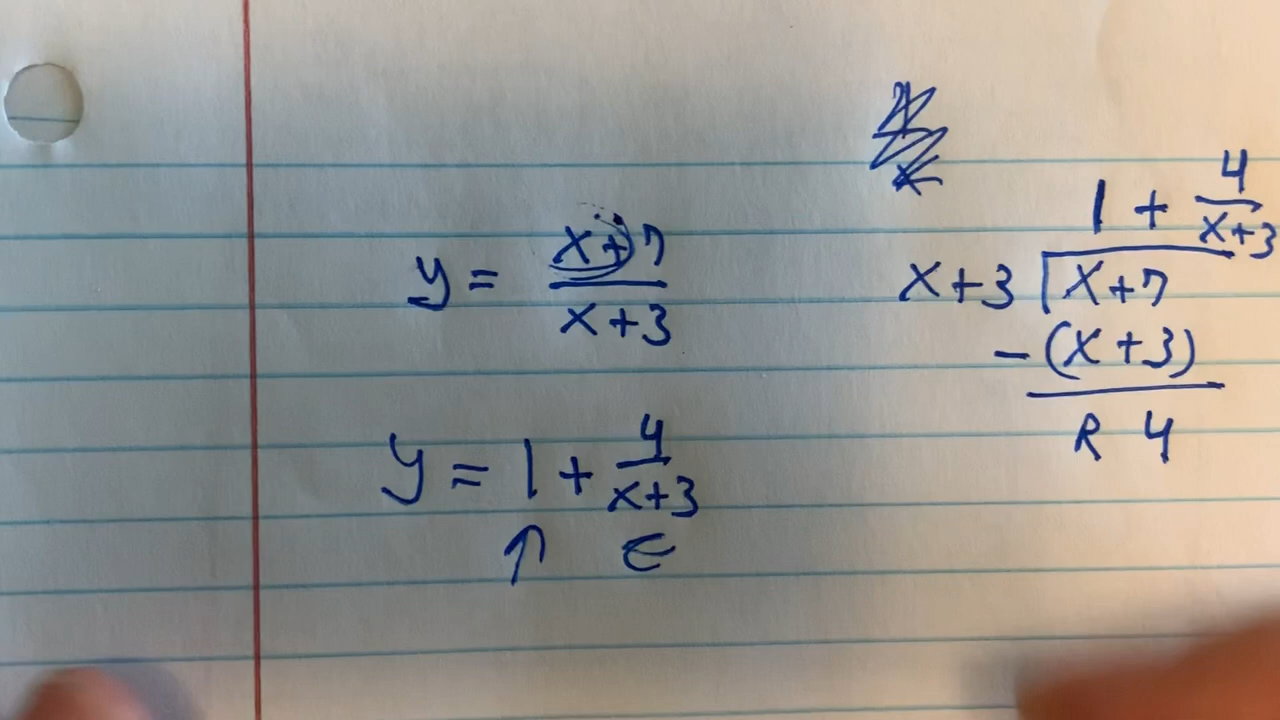 y = x+7
x+3
y = 1 + 4
x+3
↑ ←
1 + 4
x+3
x+3 x+7
-(x+3)
R 4